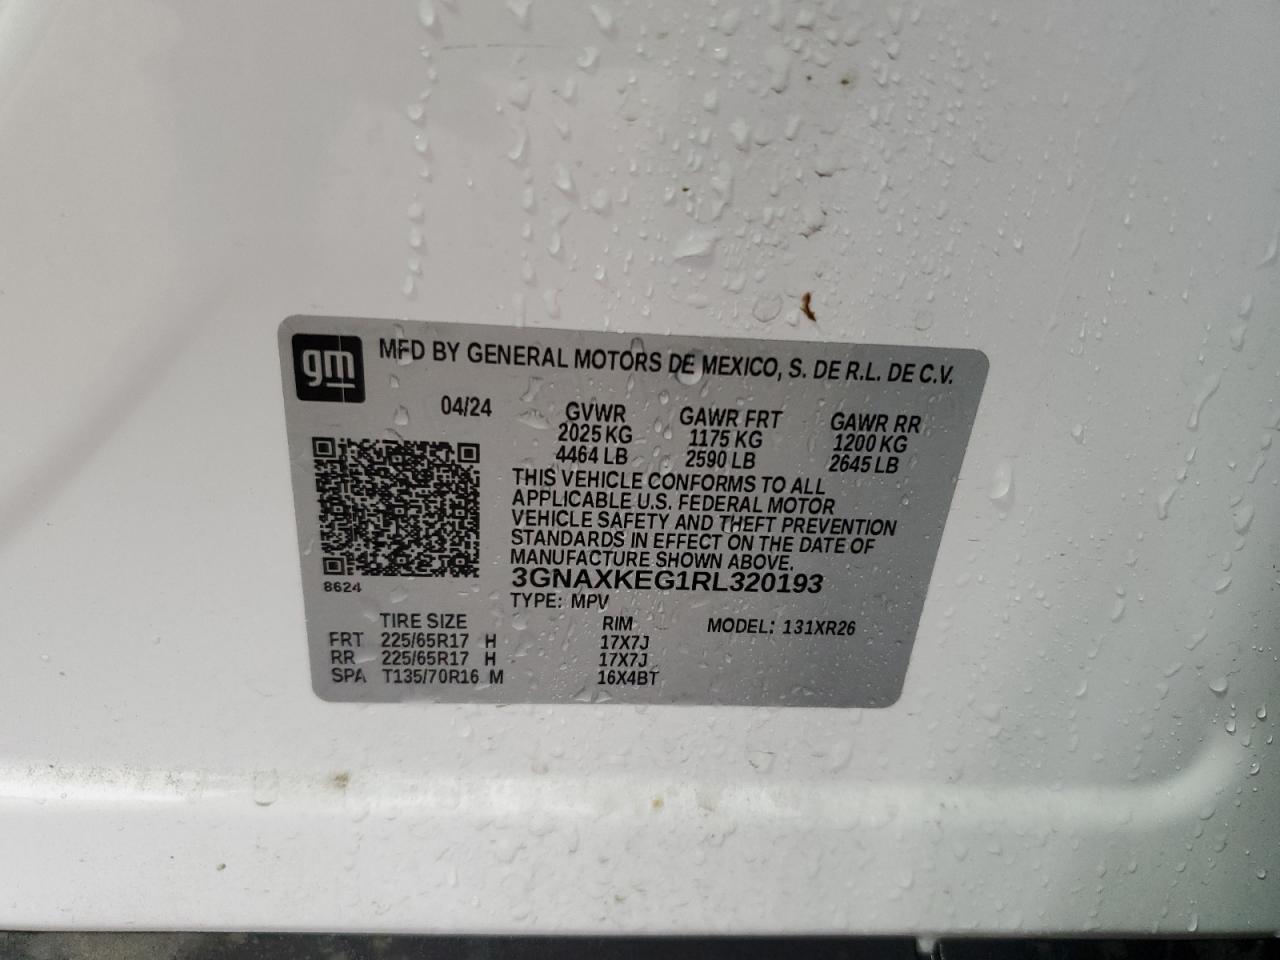 gm MFD BY GENERAL MOTORS DE MEXICO, S. DE R.L. DE C.V.
04/24 GVWR GAWR FRT GAWR RR
2025 KG 1175 KG 1200 KG
4464 LB 2590 LB 2645 LB
THIS VEHICLE CONFORMS TO ALL
APPLICABLE U.S. FEDERAL MOTOR
VEHICLE SAFETY AND THEFT PREVENTION
STANDARDS IN EFFECT ON THE DATE OF
MANUFACTURE SHOWN ABOVE.
8624 3GNAXKEG1RL320193
TYPE: MPV
TIRE SIZE RIM MODEL: 131XR26
FRT 225/65R17 H 17X7J
RR 225/65R17 H 17X7J
SPA T135/70R16 M 16X4BT